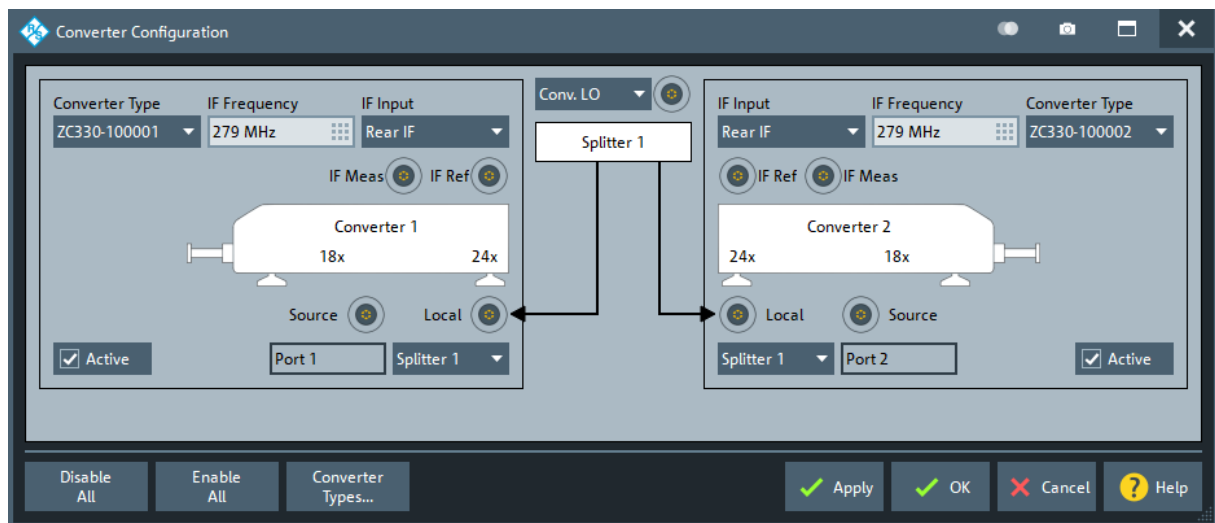 R&S Converter Configuration
Converter Type IF Frequency IF Input
ZC330-100001 279 MHz Rear IF
IF Meas IF Ref
Converter 1
18x 24x
Source Local
Active Port 1 Splitter 1
Conv. LO
Splitter 1
IF Input IF Frequency Converter Type
Rear IF 279 MHz ZC330-100002
IF Ref IF Meas
Converter 2
24x 18x
Local Source
Splitter 1 Port 2 Active
Disable
All
Enable
All
Converter
Types...
Apply OK Cancel ? Help